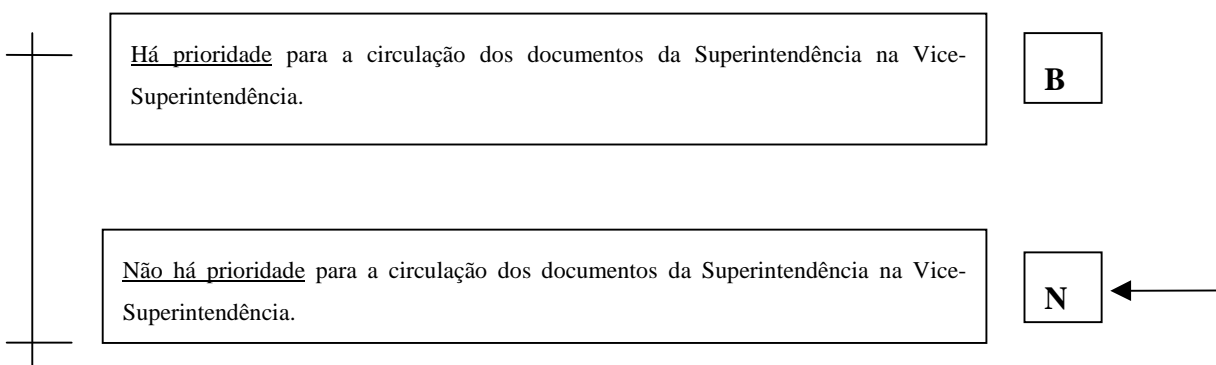 Há prioridade para a circulação dos documentos da Superintendência na Vice-
Superintendência.
B
Não há prioridade para a circulação dos documentos da Superintendência na Vice-
Superintendência.
N